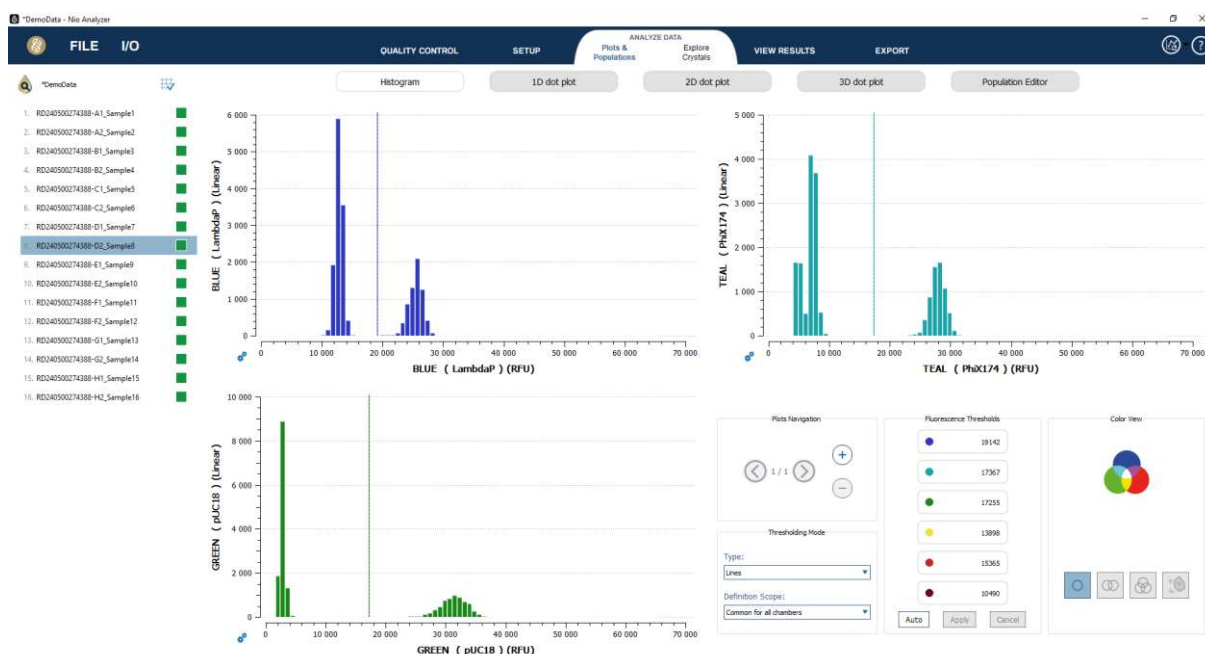 *DemoData - Nio Analyzer
FILE I/O
QUALITY CONTROL
SETUP
ANALYZE DATA
Plots & Populations
Explore Crystals
VIEW RESULTS
EXPORT
*DemoData
Histogram
1D dot plot
2D dot plot
3D dot plot
Population Editor
1. RD240500274388-A1_Sample1
2. RD240500274388-A2_Sample2
3. RD240500274388-B1_Sample3
4. RD240500274388-B2_Sample4
5. RD240500274388-C1_Sample5
6. RD240500274388-C2_Sample6
7. RD240500274388-D1_Sample7
8. RD240500274388-D2_Sample8
9. RD240500274388-E1_Sample9
10. RD240500274388-E2_Sample10
11. RD240500274388-F1_Sample11
12. RD240500274388-F2_Sample12
13. RD240500274388-G1_Sample13
14. RD240500274388-G2_Sample14
15. RD240500274388-H1_Sample15
16. RD240500274388-H2_Sample16
BLUE ( LambdaP ) (Linear)
6 000
5 000
4 000
3 000
2 000
1 000
0
0 10 000 20 000 30 000 40 000 50 000 60 000 70 000
BLUE ( LambdaP ) (RFU)
TEAL ( PhiX174 ) (Linear)
5 000
4 000
3 000
2 000
1 000
0
0 10 000 20 000 30 000 40 000 50 000 60 000 70 000
TEAL ( PhiX174 ) (RFU)
GREEN ( pUC18 ) (Linear)
10 000
8 000
6 000
4 000
2 000
0
0 10 000 20 000 30 000 40 000 50 000 60 000 70 000
GREEN ( pUC18 ) (RFU)
Plots Navigation
1 / 1
Thresholding Mode
Type:
Lines
Definition Scope:
Common for all chambers
Fluorescence Thresholds
19142
17367
17255
13898
15365
10490
Auto
Apply
Cancel
Color View